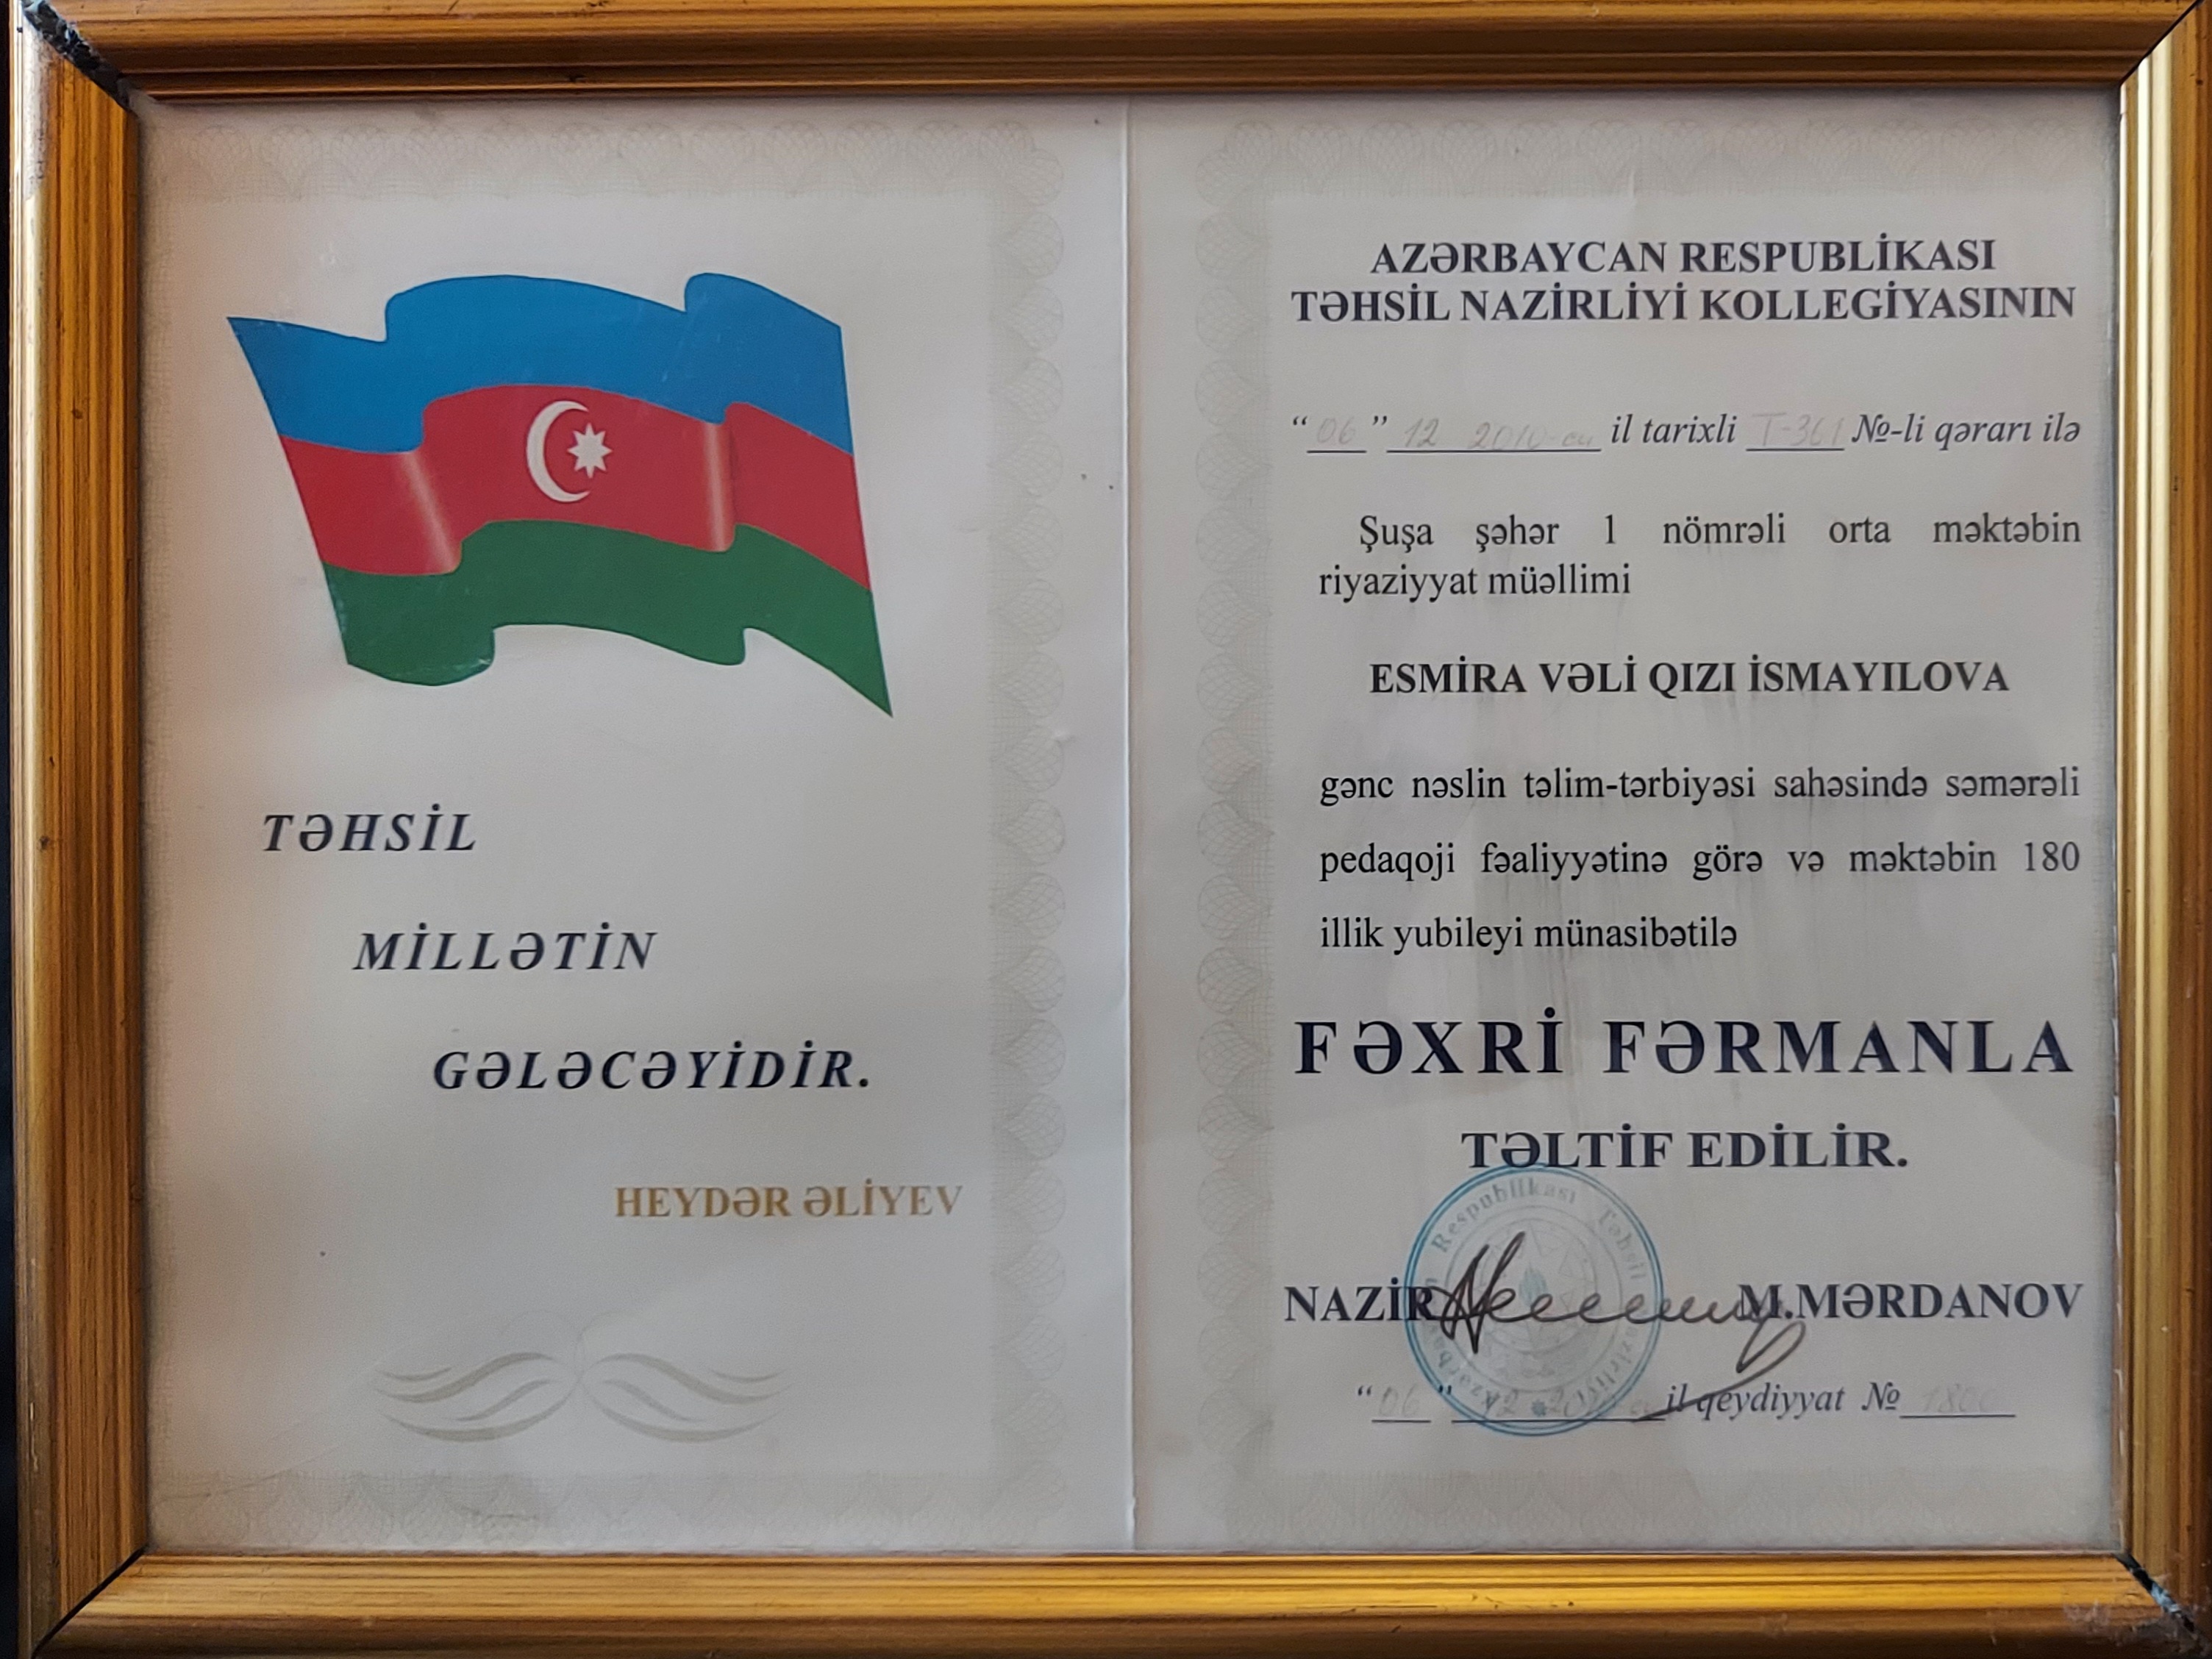 TƏHSİL
MİLLƏTİN
GƏLƏCƏYİDİR.
HEYDƏR ƏLİYEV
AZƏRBAYCAN RESPUBLİKASI
TƏHSİL NAZİRLİYİ KOLLEGİYASININ
“06” 12 2010-cu il tarixli T-361 №-li qərarı ilə
Şuşa şəhər 1 nömrəli orta məktəbin
riyaziyyat müəllimi
ESMİRA VƏLİ QIZI İSMAYILOVA
gənc nəslin təlim-tərbiyəsi sahəsində səmərəli
pedaqoji fəaliyyətinə görə və məktəbin 180
illik yubileyi münasibətilə
FƏXRİ FƏRMANLA
TƏLTİF EDİLİR.
Respublikası Təhsil
NAZİR M.MƏRDANOV
“06” 12 il qeydiyyat №